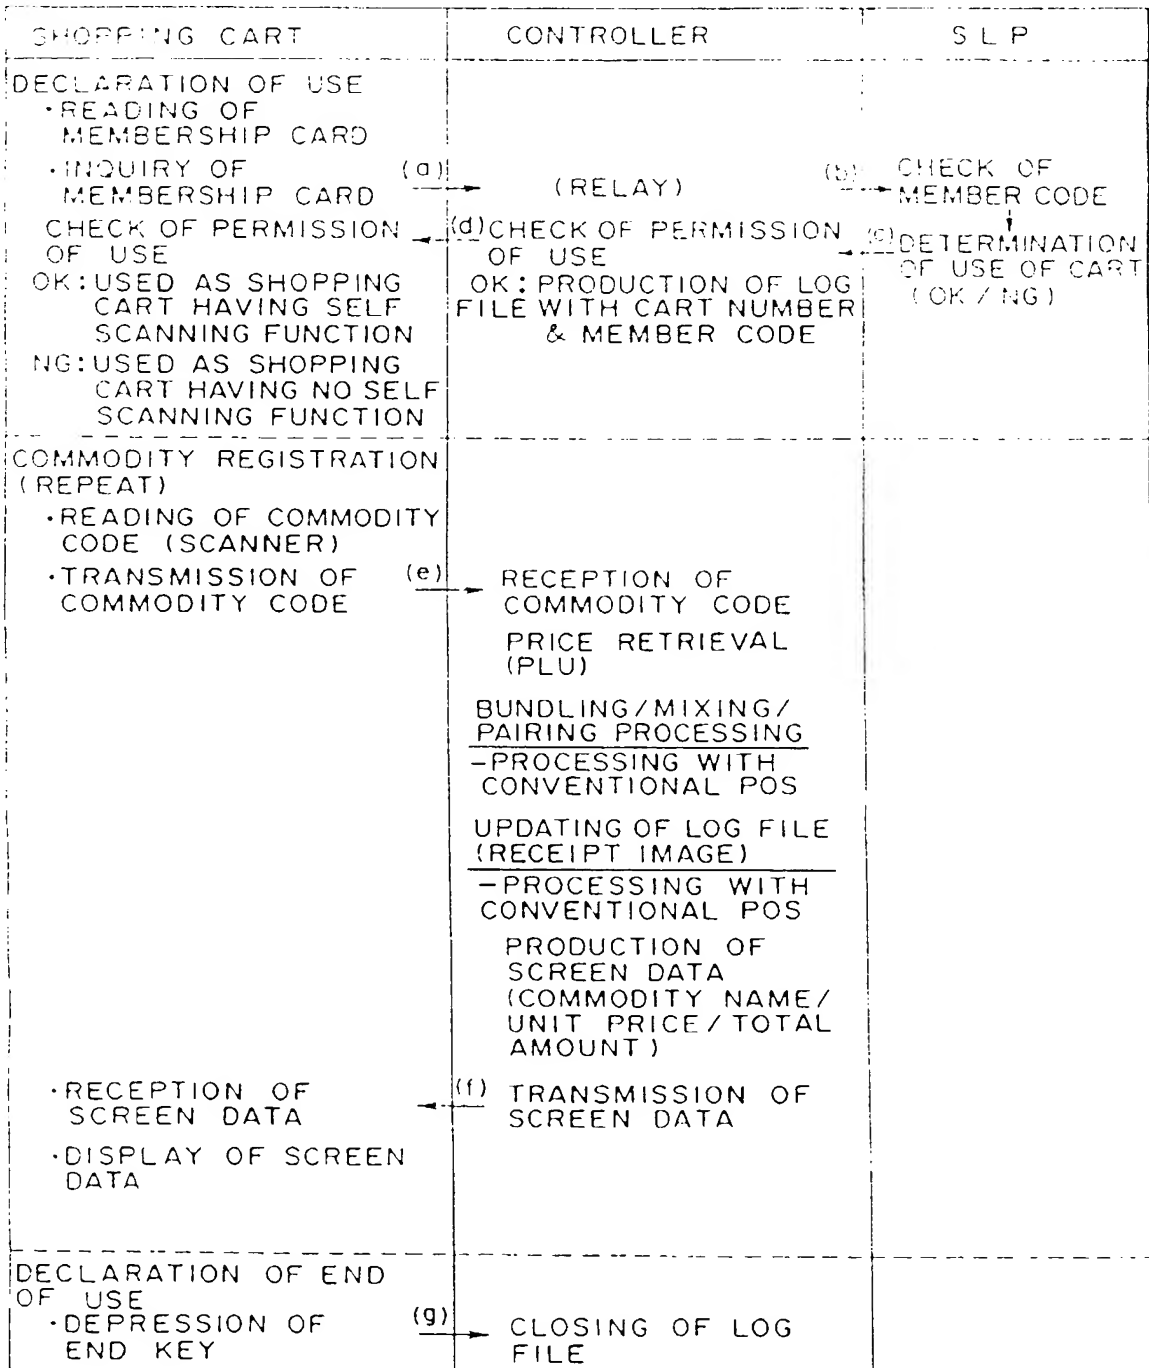 SHOPPING CART
CONTROLLER
SLP
DECLARATION OF USE
·READING OF
MEMBERSHIP CARD
·INQUIRY OF
MEMBERSHIP CARD
(a)
(RELAY)
(b)
CHECK OF
MEMBER CODE
CHECK OF PERMISSION
OF USE
OK:USED AS SHOPPING
CART HAVING SELF
SCANNING FUNCTION
NG:USED AS SHOPPING
CART HAVING NO SELF
SCANNING FUNCTION
(d)
CHECK OF PERMISSION
OF USE
OK:PRODUCTION OF LOG
FILE WITH CART NUMBER
& MEMBER CODE
(c)
DETERMINATION
OF USE OF CART
(OK/NG)
COMMODITY REGISTRATION
(REPEAT)
·READING OF COMMODITY
CODE (SCANNER)
·TRANSMISSION OF
COMMODITY CODE
(e)
RECEPTION OF
COMMODITY CODE
PRICE RETRIEVAL
(PLU)
BUNDLING/MIXING/
PAIRING PROCESSING
-PROCESSING WITH
CONVENTIONAL POS
UPDATING OF LOG FILE
(RECEIPT IMAGE)
-PROCESSING WITH
CONVENTIONAL POS
PRODUCTION OF
SCREEN DATA
(COMMODITY NAME/
UNIT PRICE/TOTAL
AMOUNT)
·RECEPTION OF
SCREEN DATA
(f)
TRANSMISSION OF
SCREEN DATA
·DISPLAY OF SCREEN
DATA
DECLARATION OF END
OF USE
·DEPRESSION OF
END KEY
(g)
CLOSING OF LOG
FILE